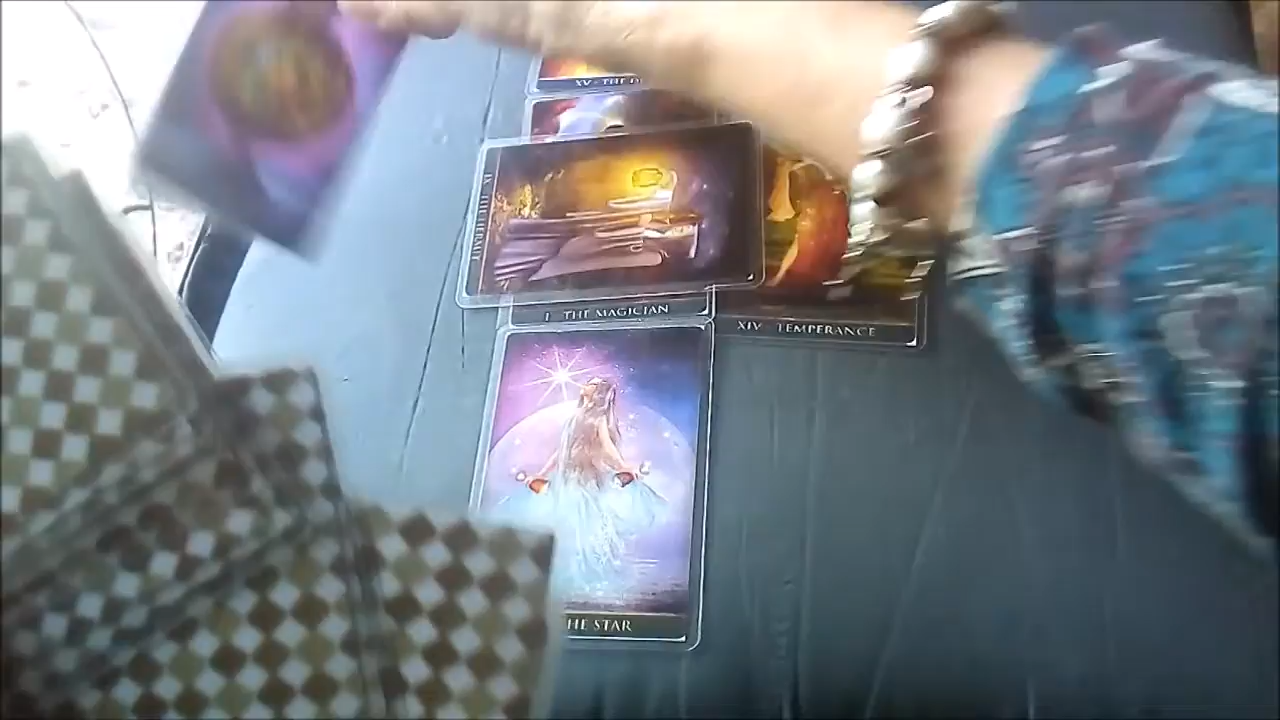 XV · THE D
IX · THE HERMIT
I THE MAGICIAN
XIV TEMPERANCE
HE STAR